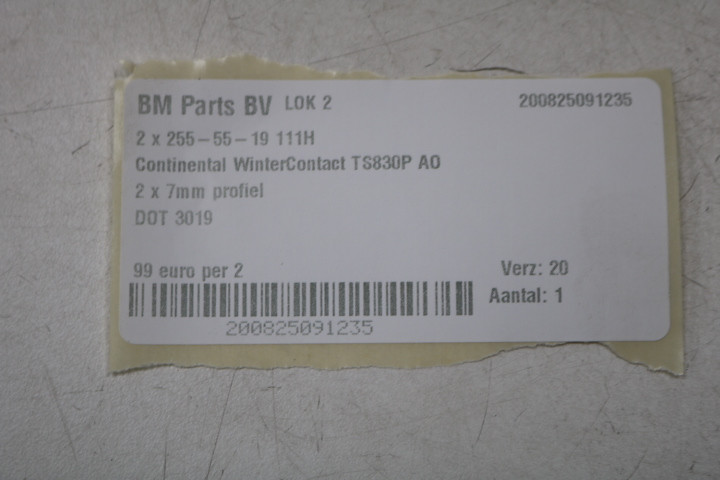 BM Parts BV LOK 2 200825091235
2 x 255-55-19 111H
Continental WinterContact TS830P AO
2 x 7mm profiel
DOT 3019
99 euro per 2 Verz: 20
Aantal: 1
200825091235